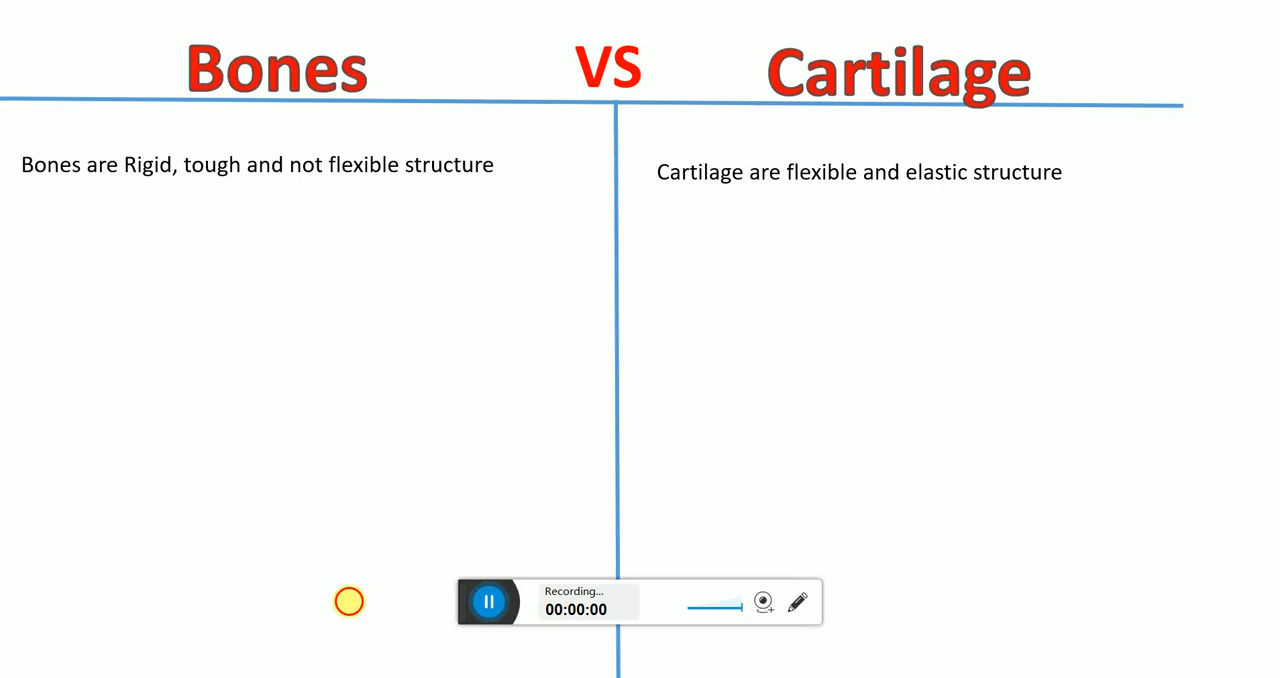 Bones VS Cartilage
Bones are Rigid, tough and not flexible structure
Cartilage are flexible and elastic structure
Recording...
00:00:00